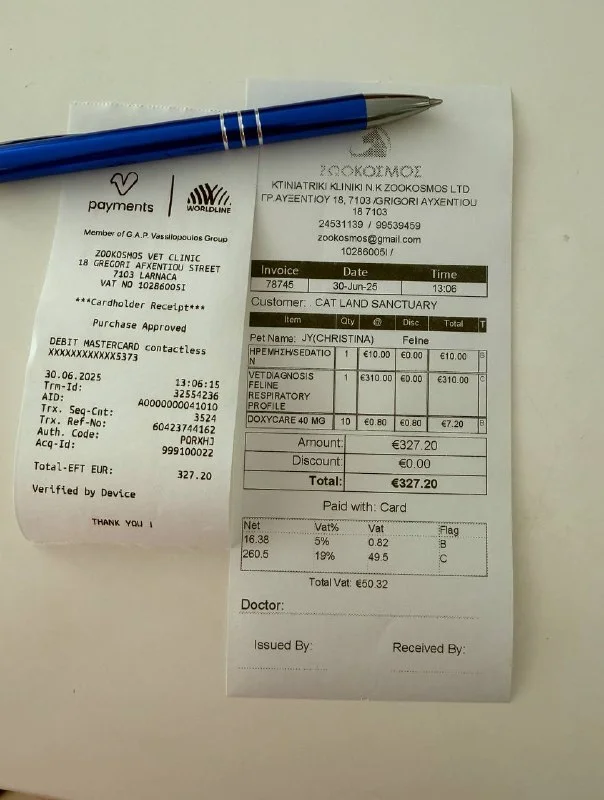 payments
WORLDLINE
Member of G.A.P. Vassilopoulos Group
ZOOKOSMOS VET CLINIC
18 GREGORI AFXENTIOU STREET
7103 LARNACA
VAT NO 10286005I
***Cardholder Receipt***
Purchase Approved
DEBIT MASTERCARD contactless
XXXXXXXXXXXX5373
30.06.2025 13:06:15
Trm-Id: 32554236
AID: A0000000041010
Trx. Seq-Cnt: 3524
Trx. Ref-No: 60423744162
Auth. Code: PQRXHJ
Acq-Id: 999100022
Total-EFT EUR: 327.20
Verified by Device
THANK YOU !
ΖΩΟΚΟΣΜΟΣ
KTINIATRIKI KLINIKI N.K ZOOKOSMOS LTD
ΓΡ.ΑΥΞΕΝΤΙΟΥ 18, 7103 /GRIGORI AYXENTIOU
18 7103
24531139 / 99539459
zookosmos@gmail.com
10286005I /
Invoice Date Time
78745 30-Jun-25 13:06
Customer: CAT LAND SANCTUARY
Item Qty @ Disc Total T
Pet Name: JY(CHRISTINA) Feline
ΗΡΕΜΗΣΗ/SEDATIO 1 €10.00 €0.00 €10.00 B
N
VETDIAGNOSIS 1 €310.00 €0.00 €310.00 C
FELINE
RESPIRATORY
PROFILE
DOXYCARE 40 MG 10 €0.80 €0.80 €7.20 B
Amount: €327.20
Discount: €0.00
Total: €327.20
Paid with: Card
Net Vat% Vat Flag
16.38 5% 0.82 B
260.5 19% 49.5 C
Total Vat: €50.32
Doctor:
Issued By: Received By: